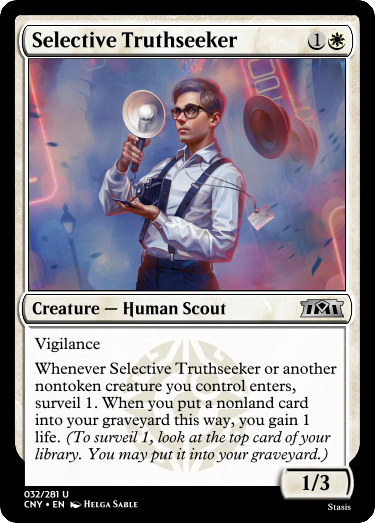 Selective Truthseeker 1
Creature — Human Scout
Vigilance
Whenever Selective Truthseeker or another
nontoken creature you control enters,
surveil 1. When you put a nonland card
into your graveyard this way, you gain 1
life. (To surveil 1, look at the top card of your
library. You may put it into your graveyard.)
1/3
032/281 U
CNY • EN Helga Sable
Stasis